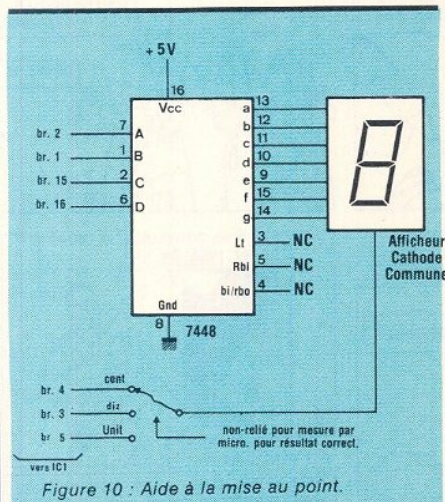 + 5V
16
Vcc
br. 2 7 A
br. 1 1 B
br. 15 2 C
br. 16 6 D
a 13
b 12
c 11
d 10
e 9
f 15
g 14
Lt 3 NC
Rbi 5 NC
bi/rbo 4 NC
Gnd
8
7448
Afficheur
Cathode
Commune
br. 4 cent
br. 3 diz
br 5 Unit
vers IC1
non-relié pour mesure par
micro. pour résultat correct.
Figure 10 : Aide à la mise au point.